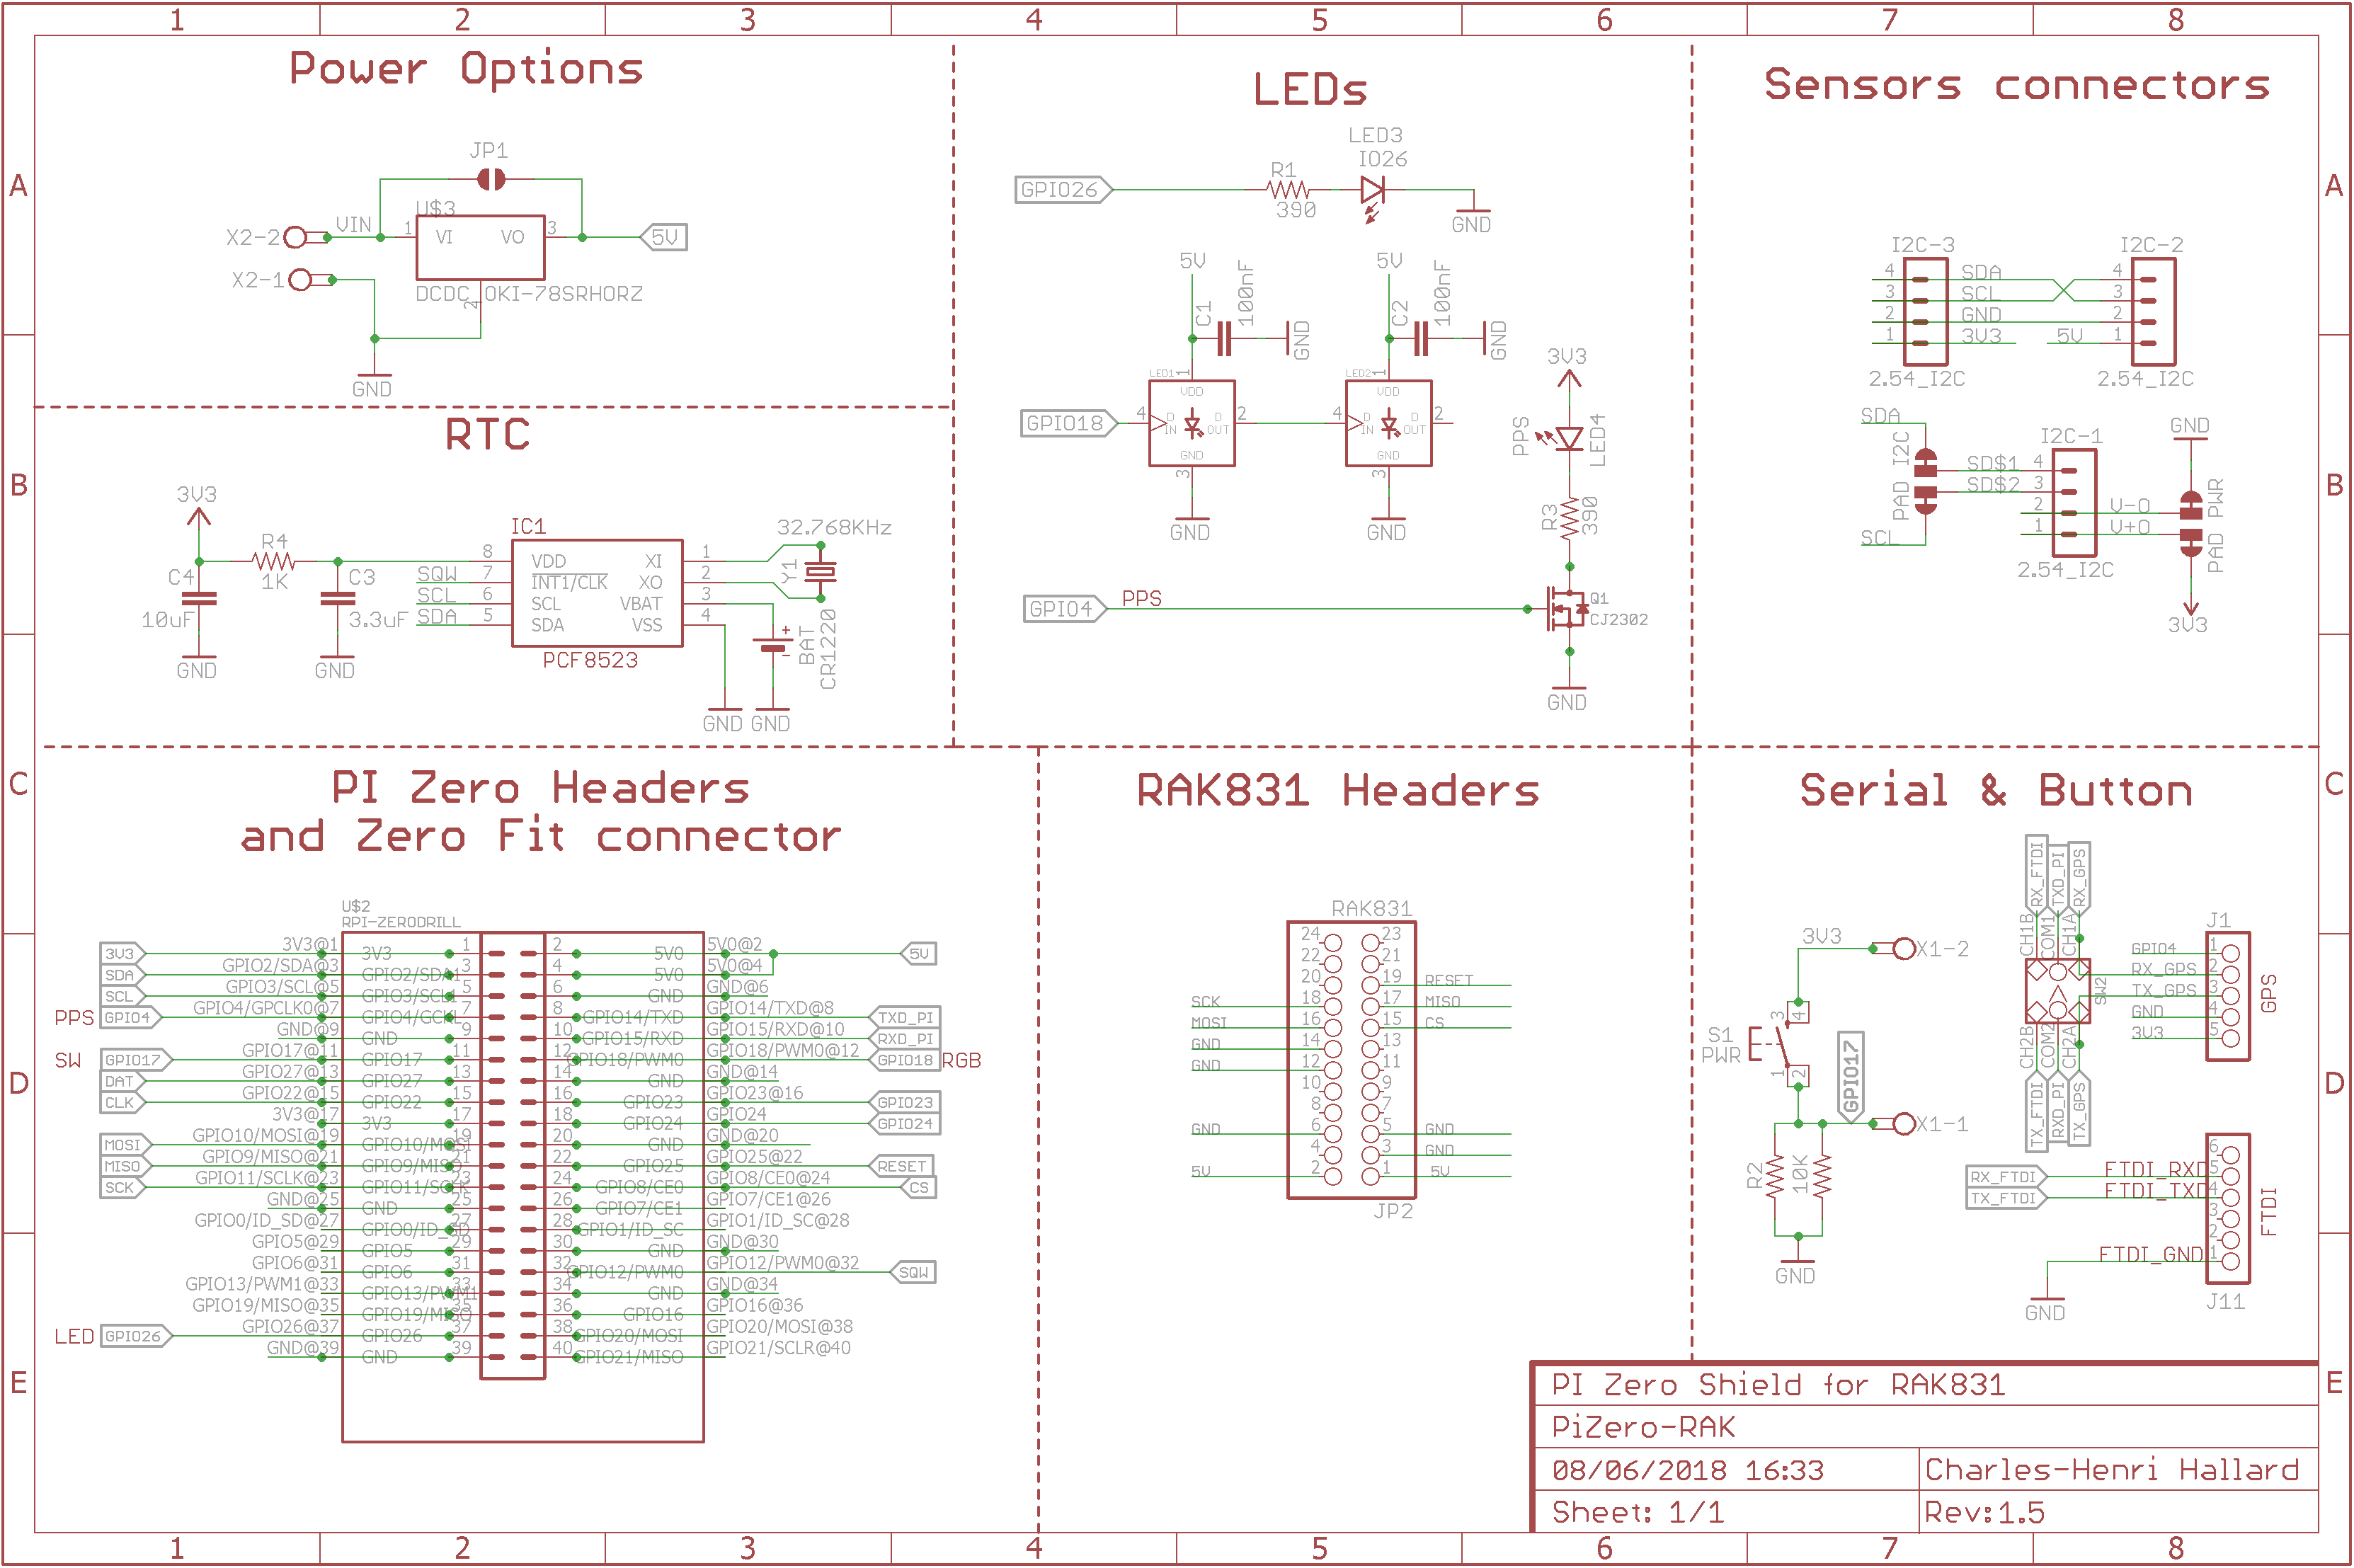 1 2 3 4 5 6 7 8
A
B
C
D
E
Power Options
JP1
U$3
X2-2
VIN
1
VI
VO
3
5V
X2-1
2
DCDC_OKI-78SRHORZ
GND
RTC
3V3
R4
1K
C4
10uF
GND
C3
3.3uF
GND
IC1
SQW
SCL
SDA
8 VDD
7 INT1/CLK
6 SCL
5 SDA
XI 1
XO 2
VBAT 3
VSS 4
PCF8523
32.768KHz
Y1
BAT
CR1220
+
-
GND
GND
LEDs
LED3
IO26
GPIO26
R1
390
GND
5V
C1
100nF
GND
5V
C2
100nF
GND
LED1
1
VDD
GPIO18
4
D IN
D OUT
2
GND
3
GND
LED2
1
VDD
4
D IN
D OUT
2
GND
3
GND
3V3
PPS
LED4
R3
390
GPIO4
PPS
Q1
CJ2302
GND
Sensors connectors
I2C-3
4 SDA
3 SCL
2 GND
1 3V3
2.54_I2C
I2C-2
4
3
2
5V 1
2.54_I2C
SDA
PAD I2C
SCL
I2C-1
SD$1 4
SD$2 3
2 V-O
1 V+O
2.54_I2C
GND
PAD PWR
3V3
PI Zero Headers
and Zero Fit connector
U$2
RPI-ZERODRILL
3V3 3V3@1 3V3 1
SDA GPIO2/SDA@3 GPIO2/SDA1 3
SCL GPIO3/SCL@5 GPIO3/SCL1 5
PPS GPIO4 GPIO4/GPCLK0@7 GPIO4/GCKL 7
GND@9 GND 9
SW GPIO17 GPIO17@11 GPIO17 11
DAT GPIO27@13 GPIO27 13
CLK GPIO22@15 GPIO22 15
3V3@17 3V3 17
MOSI GPIO10/MOSI@19 GPIO10/MOSI 19
MISO GPIO9/MISO@21 GPIO9/MISO 21
SCK GPIO11/SCLK@23 GPIO11/SCLK 23
GND@25 GND 25
GPIO0/ID_SD@27 GPIO0/ID_SD 27
GPIO5@29 GPIO5 29
GPIO6@31 GPIO6 31
GPIO13/PWM1@33 GPIO13/PWM1 33
GPIO19/MISO@35 GPIO19/MISO 35
LED GPIO26 GPIO26@37 GPIO26 37
GND@39 GND 39
2 5V0 5V0@2 5V
4 5V0 5V0@4
6 GND GND@6
8 GPIO14/TXD GPIO14/TXD@8 TXD_PI
10 GPIO15/RXD GPIO15/RXD@10 RXD_PI
12 GPIO18/PWM0 GPIO18/PWM0@12 GPIO18 RGB
14 GND GND@14
16 GPIO23 GPIO23@16 GPIO23
18 GPIO24 GPIO24 GPIO24
20 GND GND@20
22 GPIO25 GPIO25@22 RESET
24 GPIO8/CE0 GPIO8/CE0@24 CS
26 GPIO7/CE1 GPIO7/CE1@26
28 GPIO1/ID_SC GPIO1/ID_SC@28
30 GND GND@30
32 GPIO12/PWM0 GPIO12/PWM0@32 SQW
34 GND GND@34
36 GPIO16 GPIO16@36
38 GPIO20/MOSI GPIO20/MOSI@38
40 GPIO21/MISO GPIO21/SCLR@40
RAK831 Headers
RAK831
24 23
22 21
20 19 RESET
SCK 18 17 MISO
MOSI 16 15 CS
GND 14 13
GND 12 11
10 9
8 7
GND 6 5 GND
4 3 GND
5V 2 1 5V
JP2
Serial & Button
RX_FTDI
TXD_PI
RX_GPS
CH1B
COM1
CH1A
SW2
CH2B
COM2
CH2A
TX_FTDI
RXD_PI
TX_GPS
J1
GPIO4 1
RX_GPS 2
TX_GPS 3
GND 4
3V3 5
GPS
3V3
X1-2
3 4
S1
PWR
1 2
GPIO17
X1-1
R2
10K
GND
6
RX_FTDI FTDI_RXD 5
TX_FTDI FTDI_TXD 4
3
2
FTDI_GND 1
FTDI
GND
J11
PI Zero Shield for RAK831
PiZero-RAK
08/06/2018 16:33
Charles-Henri Hallard
Sheet: 1/1
Rev:1.5
A
B
C
D
E
1 2 3 4 5 6 7 8